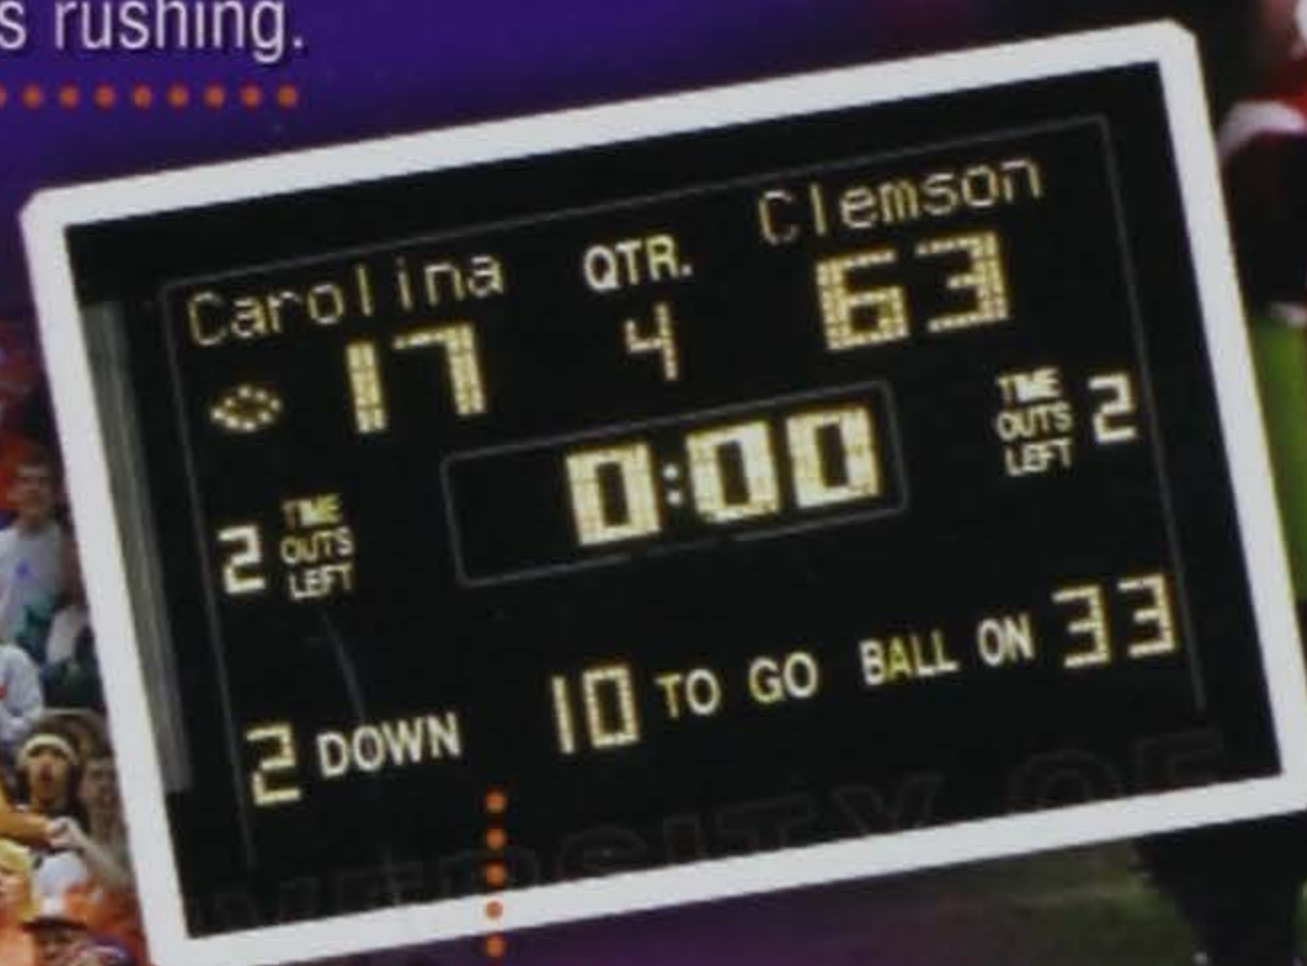 s rushing.
Carolina QTR. Clemson
17 4 63
0:00
2 TIME OUTS LEFT
TIME OUTS LEFT 2
2 DOWN 10 TO GO BALL ON 33